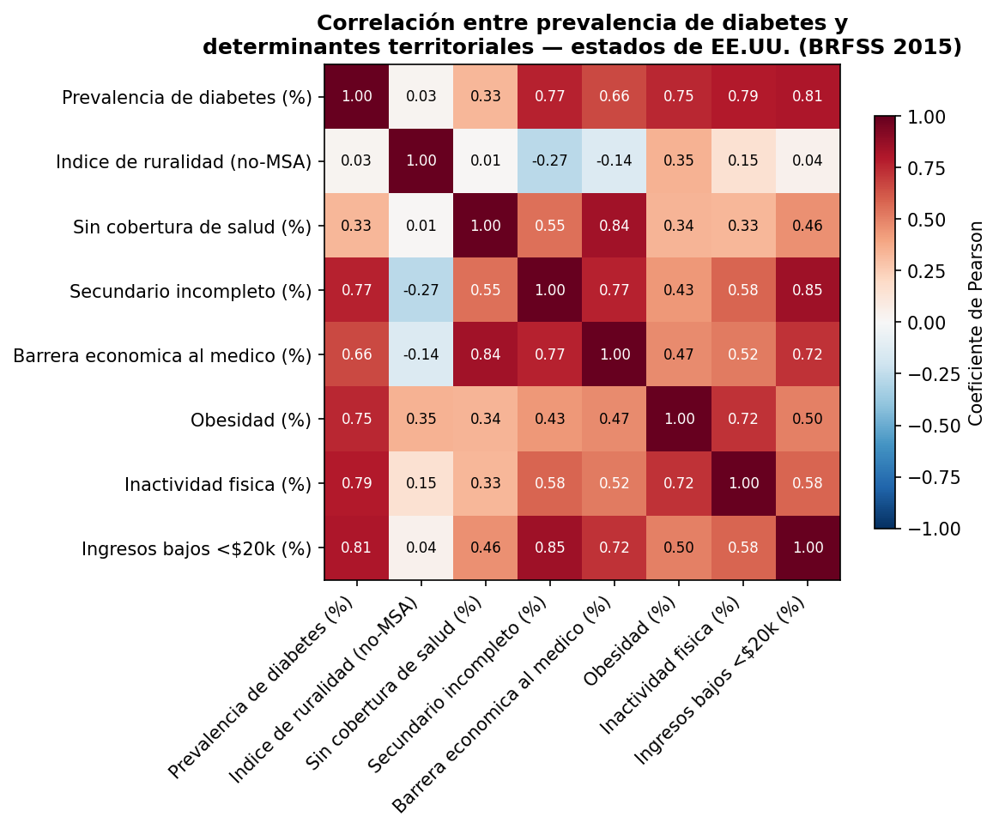 Correlación entre prevalencia de diabetes y
determinantes territoriales — estados de EE.UU. (BRFSS 2015)
Prevalencia de diabetes (%) 1.00 0.03 0.33 0.77 0.66 0.75 0.79 0.81
Indice de ruralidad (no-MSA) 0.03 1.00 0.01 -0.27 -0.14 0.35 0.15 0.04
Sin cobertura de salud (%) 0.33 0.01 1.00 0.55 0.84 0.34 0.33 0.46
Secundario incompleto (%) 0.77 -0.27 0.55 1.00 0.77 0.43 0.58 0.85
Barrera economica al medico (%) 0.66 -0.14 0.84 0.77 1.00 0.47 0.52 0.72
Obesidad (%) 0.75 0.35 0.34 0.43 0.47 1.00 0.72 0.50
Inactividad fisica (%) 0.79 0.15 0.33 0.58 0.52 0.72 1.00 0.58
Ingresos bajos <$20k (%) 0.81 0.04 0.46 0.85 0.72 0.50 0.58 1.00
Prevalencia de diabetes (%)
Indice de ruralidad (no-MSA)
Sin cobertura de salud (%)
Secundario incompleto (%)
Barrera economica al medico (%)
Obesidad (%)
Inactividad fisica (%)
Ingresos bajos <$20k (%)
1.00
0.75
0.50
0.25
0.00
−0.25
−0.50
−0.75
−1.00
Coeficiente de Pearson